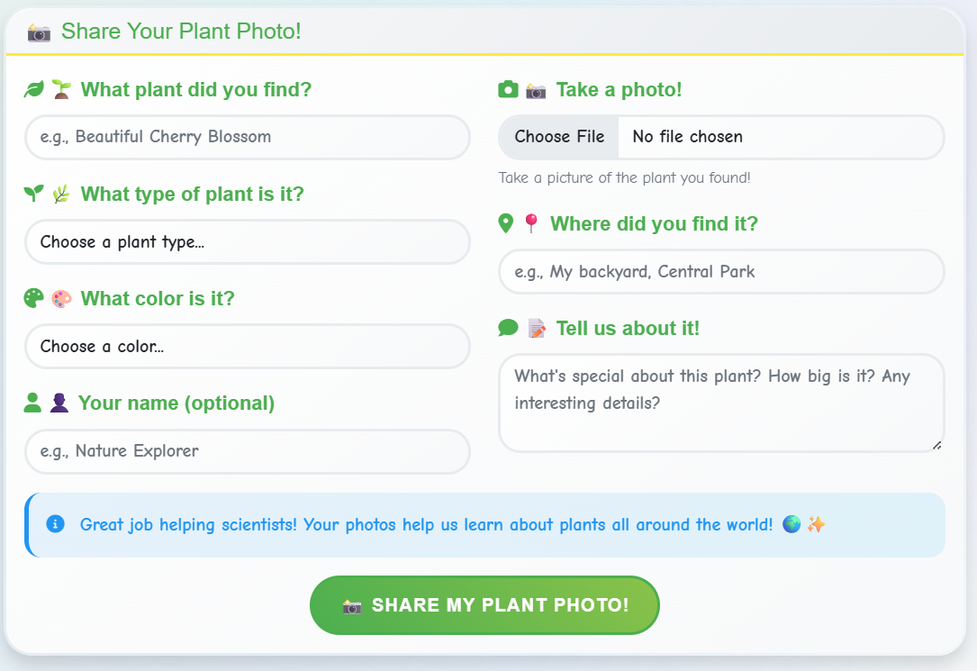 Share Your Plant Photo!
What plant did you find?
e.g., Beautiful Cherry Blossom
What type of plant is it?
Choose a plant type...
What color is it?
Choose a color...
Your name (optional)
e.g., Nature Explorer
Take a photo!
Choose File No file chosen
Take a picture of the plant you found!
Where did you find it?
e.g., My backyard, Central Park
Tell us about it!
What's special about this plant? How big is it? Any
interesting details?
Great job helping scientists! Your photos help us learn about plants all around the world!
SHARE MY PLANT PHOTO!